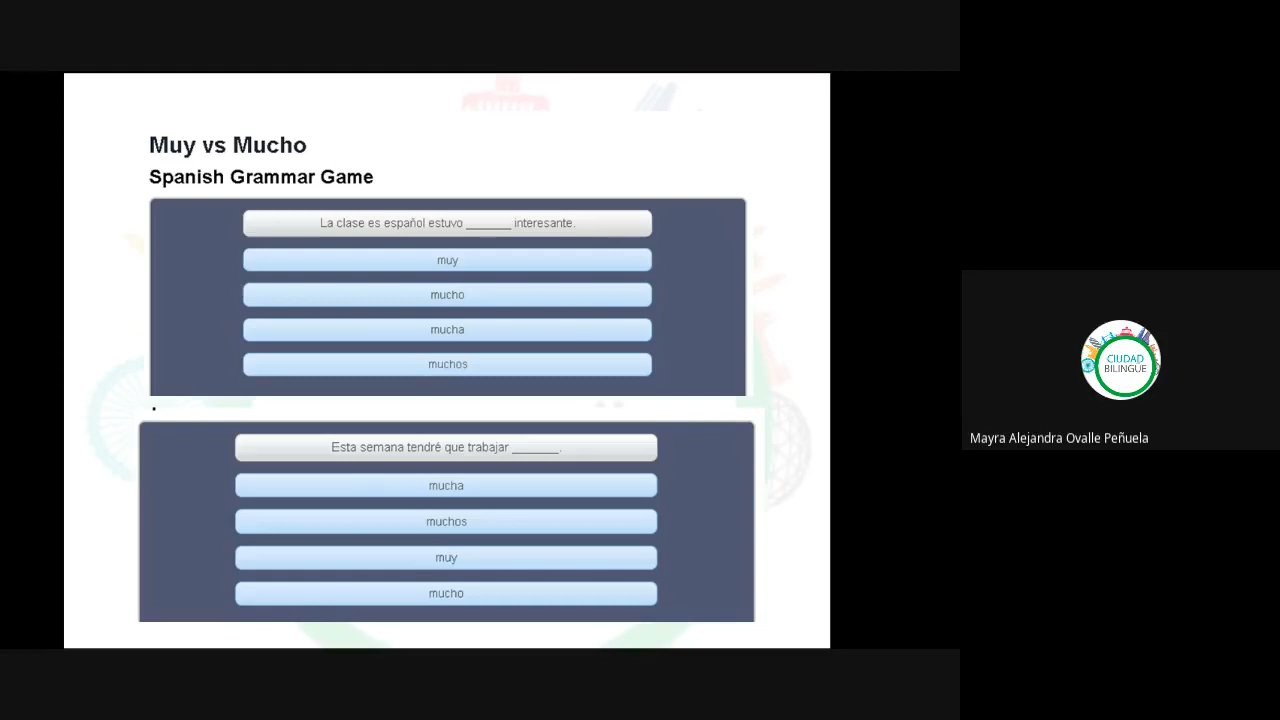 Muy vs Mucho
Spanish Grammar Game
La clase es español estuvo _______ interesante.
muy
mucho
mucha
muchos
.
Esta semana tendré que trabajar _______.
mucha
muchos
muy
mucho
CIUDAD
BILINGÜE
Mayra Alejandra Ovalle Peñuela